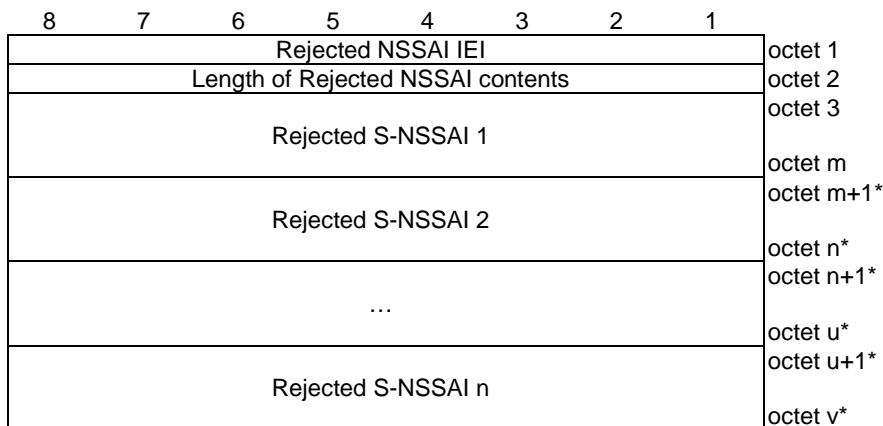 8 7 6 5 4 3 2 1
Rejected NSSAI IEI octet 1
Length of Rejected NSSAI contents octet 2
octet 3
Rejected S-NSSAI 1
octet m
octet m+1*
Rejected S-NSSAI 2
octet n*
octet n+1*
…
octet u*
octet u+1*
Rejected S-NSSAI n
octet v*